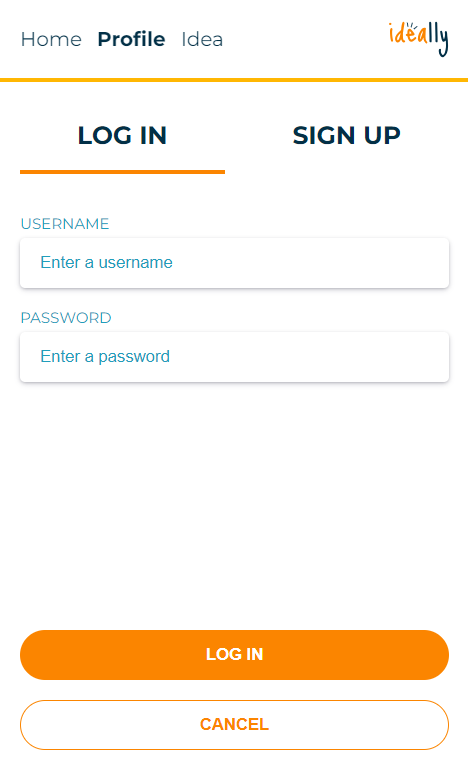 Home Profile Idea ideally
LOG IN SIGN UP
USERNAME
Enter a username
PASSWORD
Enter a password
LOG IN
CANCEL